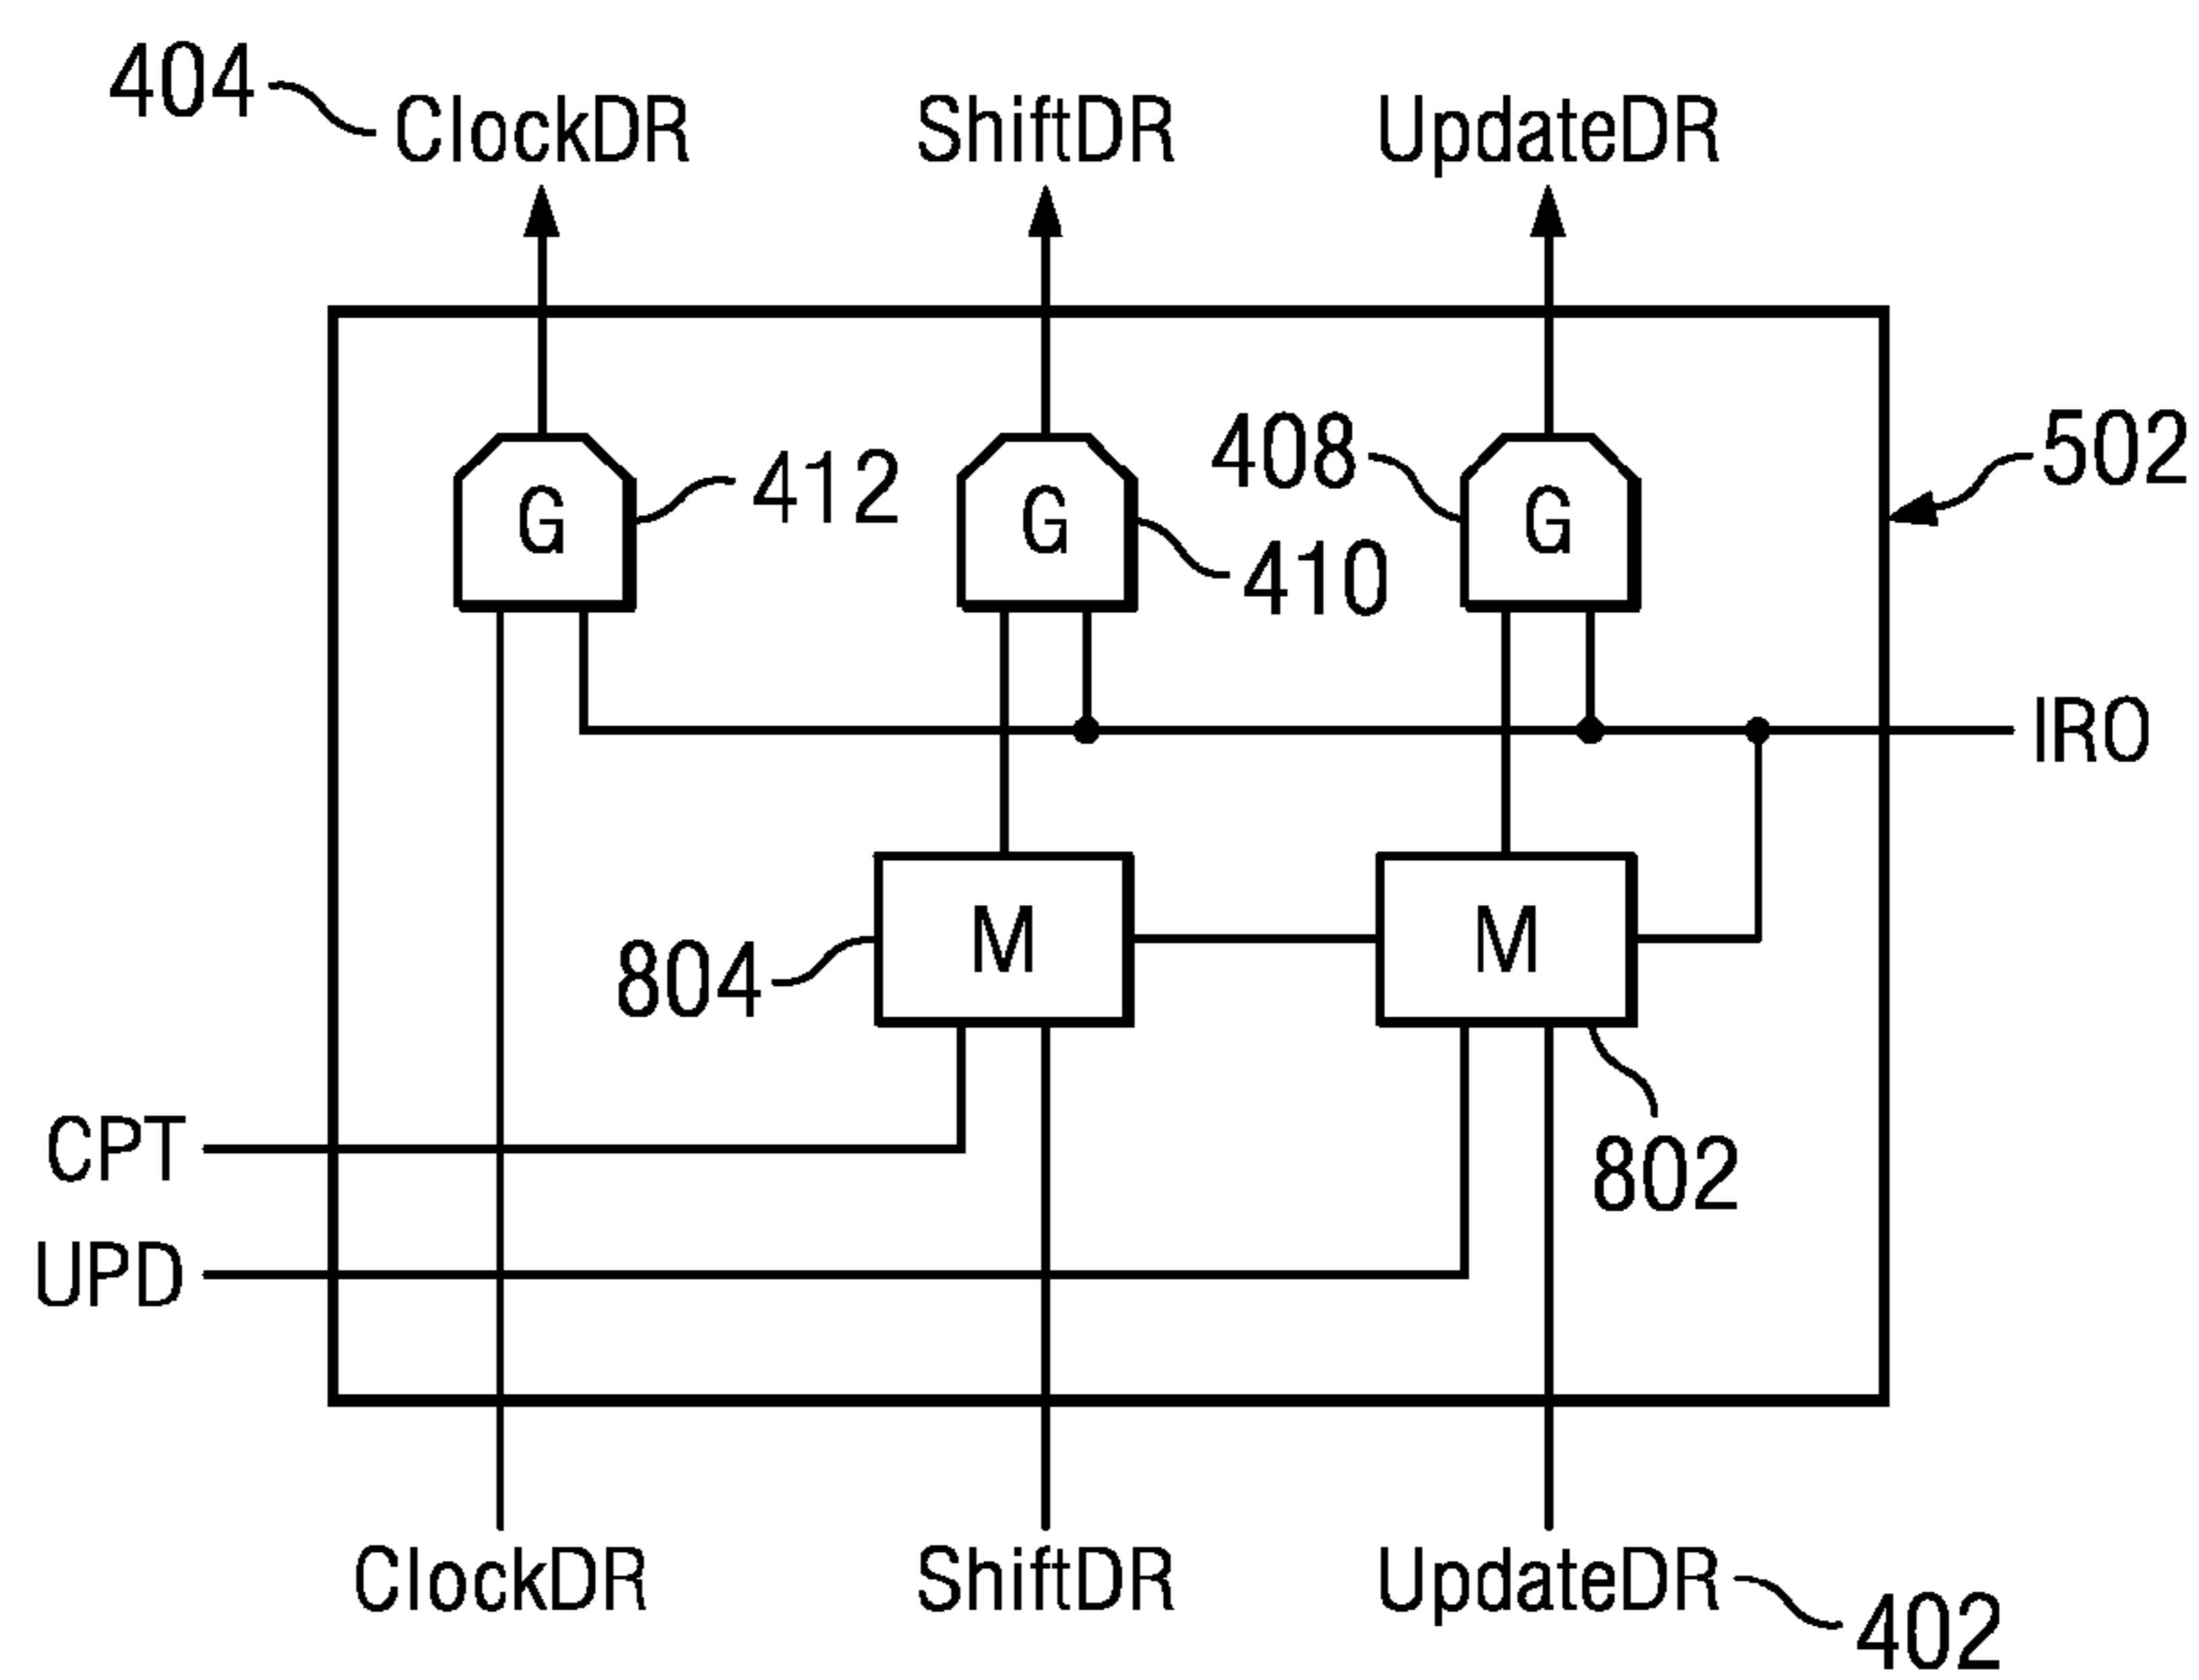 404
ClockDR ShiftDR UpdateDR
408
412 G G G 502
410
IRO
804 M M
CPT
802
UPD
ClockDR ShiftDR UpdateDR
402